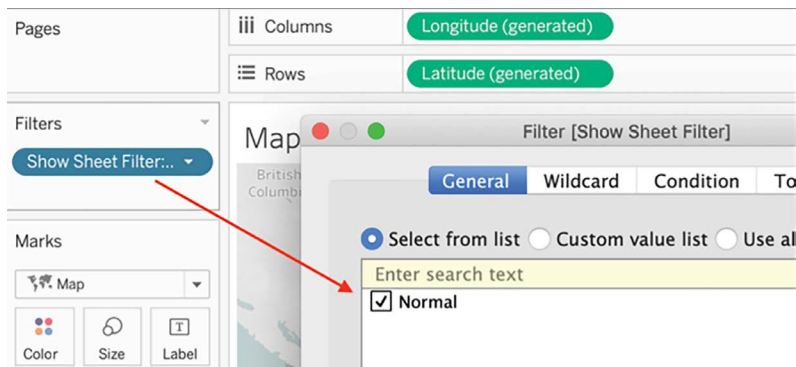 Pages
Columns
Longitude (generated)
Rows
Latitude (generated)
Filters
Show Sheet Filter:..
Map
Filter [Show Sheet Filter]
British
Columbi
General Wildcard Condition To
Marks
Select from list Custom value list Use al
Enter search text
Normal
Map
T
Color Size Label